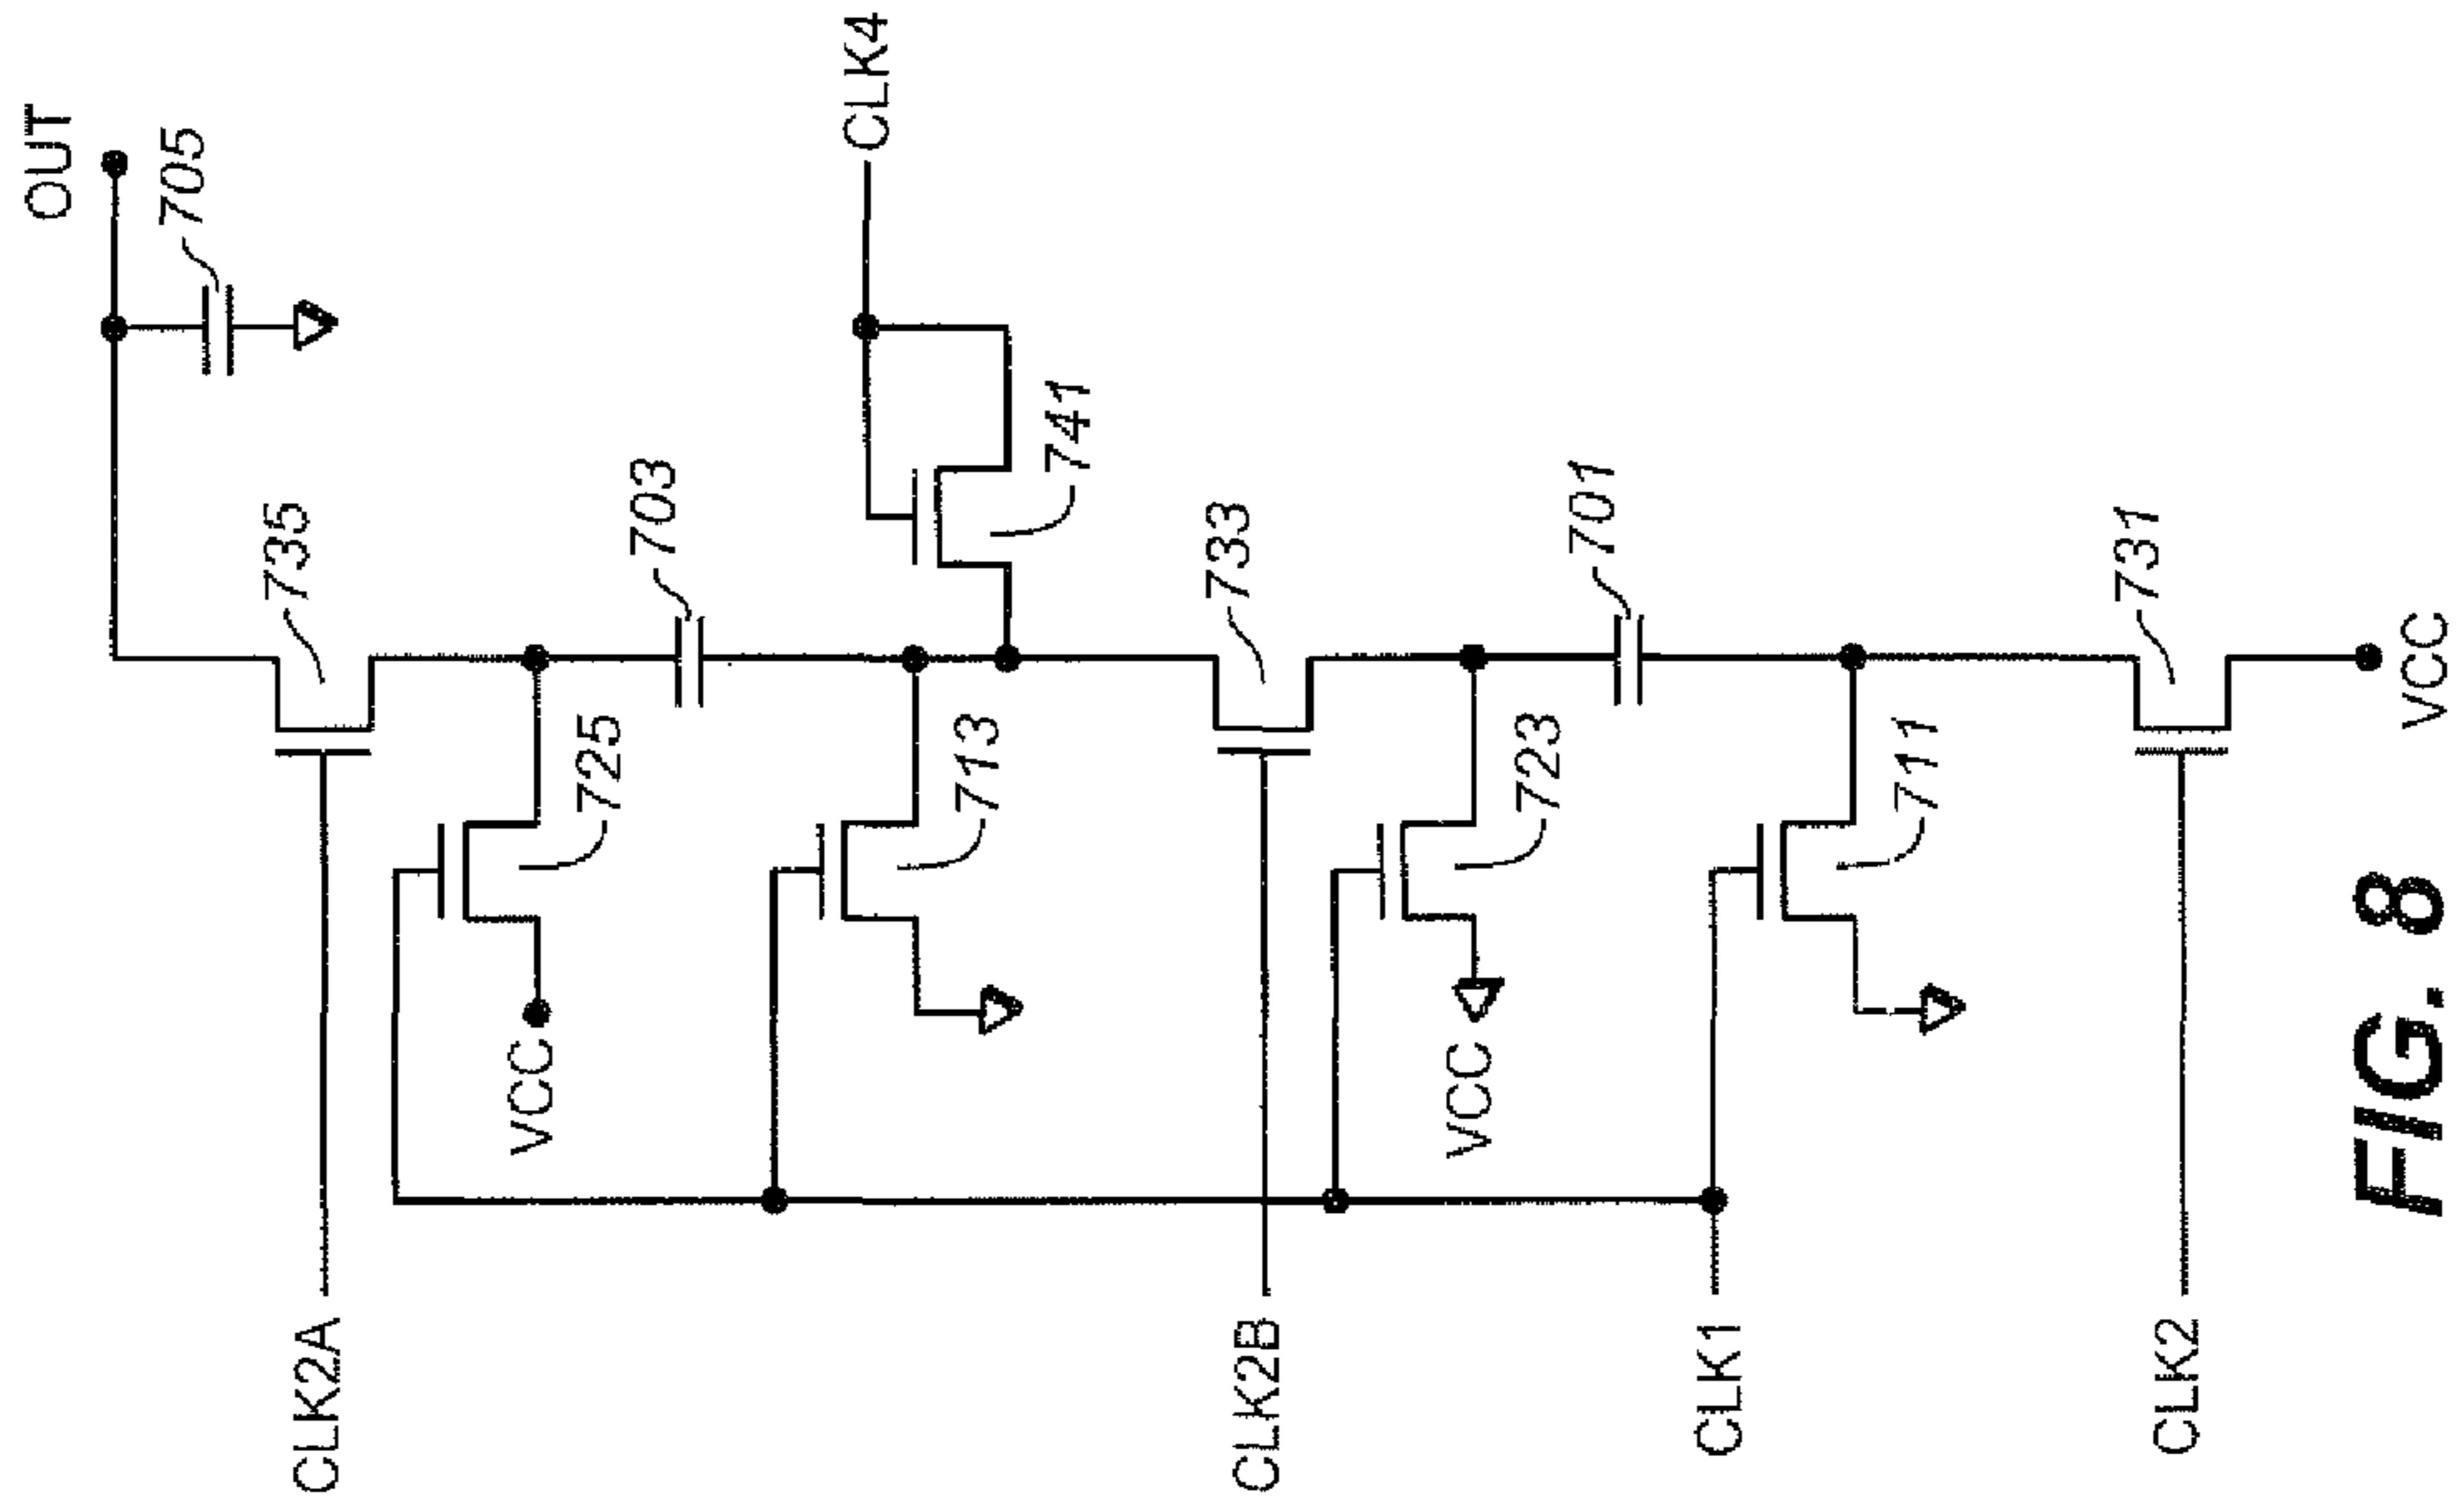 OUT
705
CLK4
735
703
741
733
701
731
725
713
723
711
VCC
VCC
VCC
CLK2A
CLK2B
CLK1
CLK2
FIG. 8